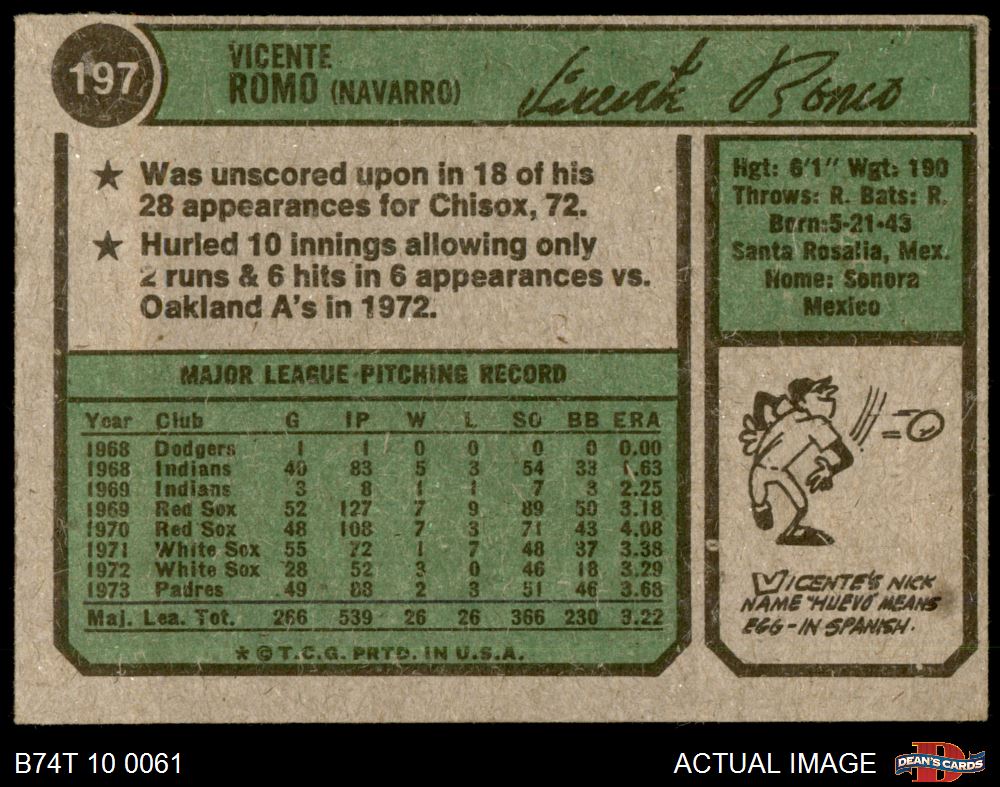 197
VICENTE
ROMO (NAVARRO)
Vicente Romo
★ Was unscored upon in 18 of his
28 appearances for Chisox, 72.
★ Hurled 10 innings allowing only
2 runs & 6 hits in 6 appearances vs.
Oakland A's in 1972.
Hgt: 6'1" Wgt: 190
Throws: R. Bats: R.
Born:5-21-43
Santa Rosalia, Mex.
Home: Sonora
Mexico
MAJOR LEAGUE PITCHING RECORD
Year Club G IP W L SO BB ERA
1968 Dodgers 1 1 0 0 0 0 0.00
1968 Indians 40 83 5 3 54 33 1.63
1969 Indians 3 8 1 1 7 3 2.25
1969 Red Sox 52 127 7 9 89 50 3.18
1970 Red Sox 48 108 7 3 71 43 4.08
1971 White Sox 55 72 1 7 48 37 3.38
1972 White Sox 28 52 3 0 46 18 3.29
1973 Padres 49 88 2 3 51 46 3.68
Maj. Lea. Tot. 266 539 26 26 366 230 3.22
★ © T.C.G. PRTD. IN U.S.A.
VICENTE'S NICK
NAME "HUEVO" MEANS
EGG-IN SPANISH.
B74T 10 0061
ACTUAL IMAGE
DEAN'S CARDS